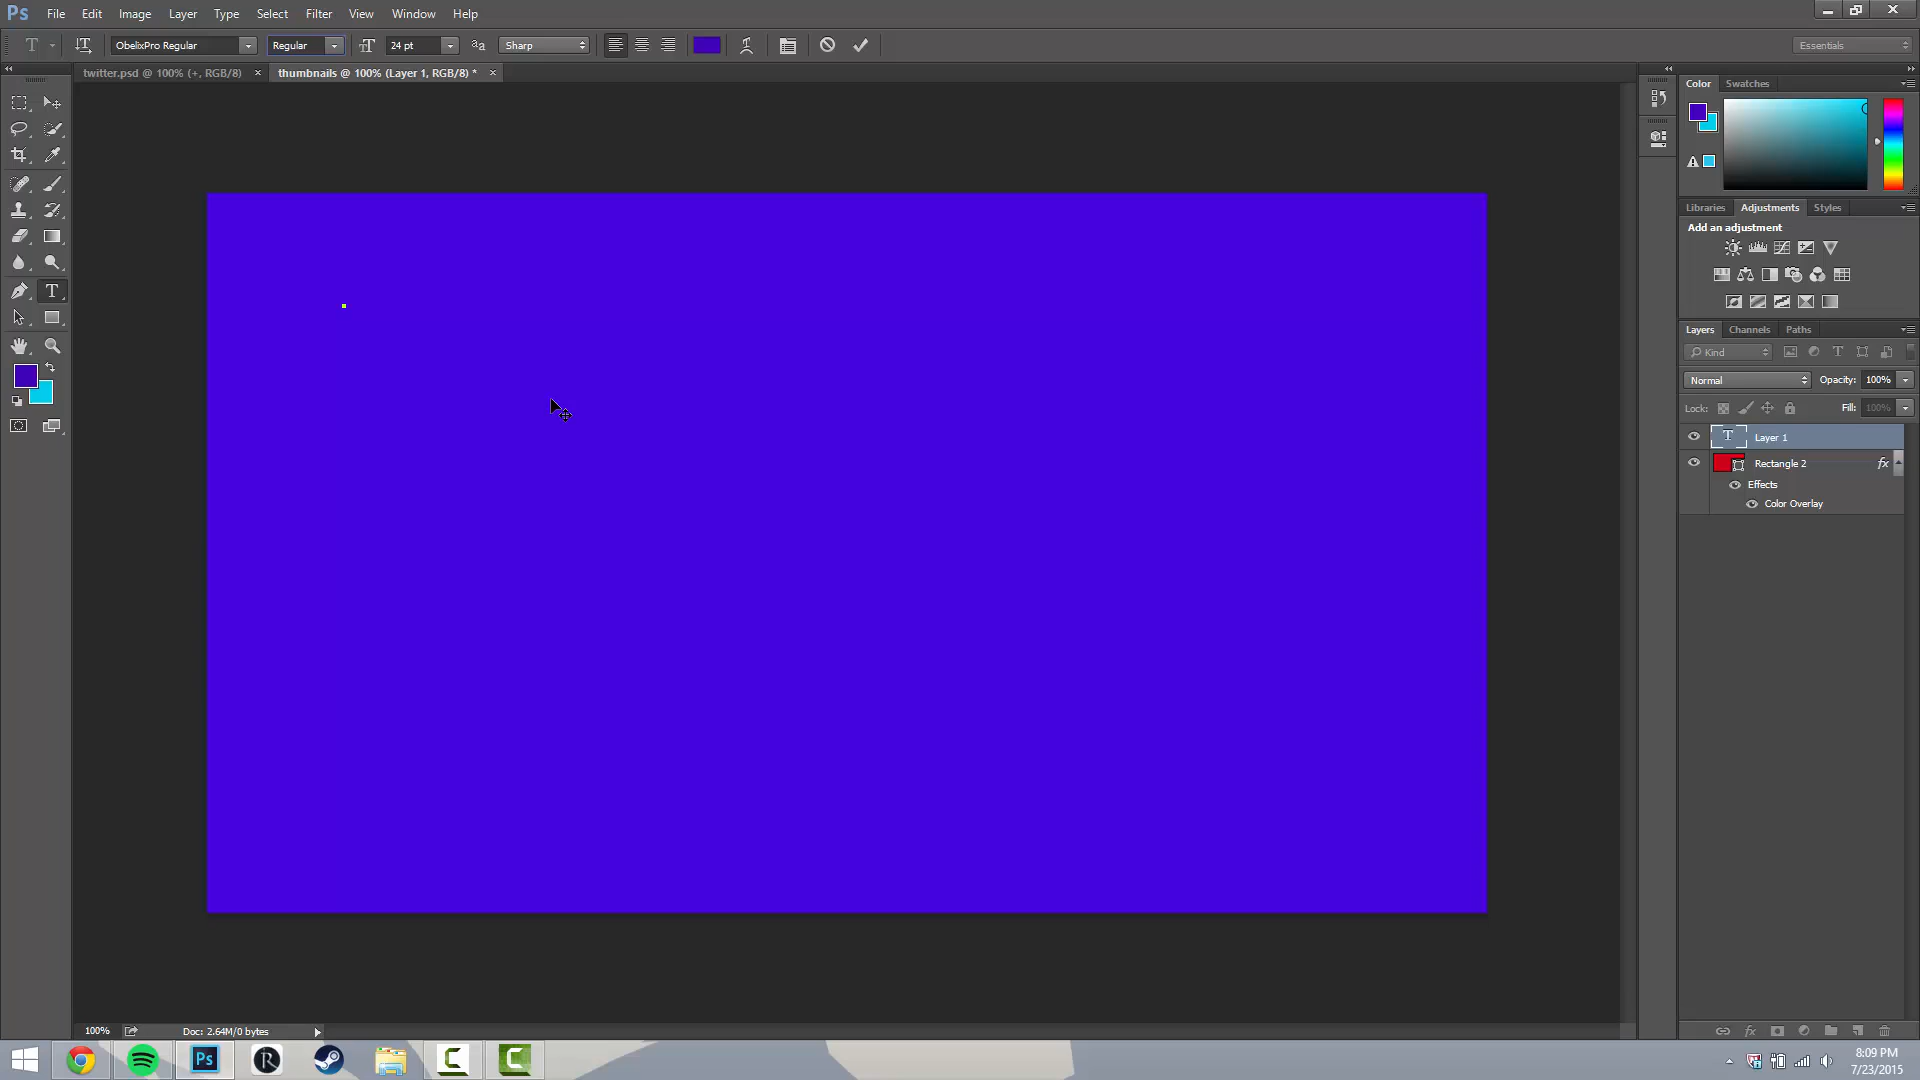 Ps File Edit Image Layer Type Select Filter View Window Help
T ObelixPro Regular Regular 24 pt Sharp Essentials
twitter.psd @ 100% (+, RGB/8) × thumbnails @ 100% (Layer 1, RGB/8) * ×
Color Swatches
Libraries Adjustments Styles
Add an adjustment
Layers Channels Paths
Kind
Normal Opacity: 100%
Lock: Fill: 100%
T Layer 1
Rectangle 2 fx
Effects
Color Overlay
100% Doc: 2.64M/0 bytes
8:09 PM
7/23/2015